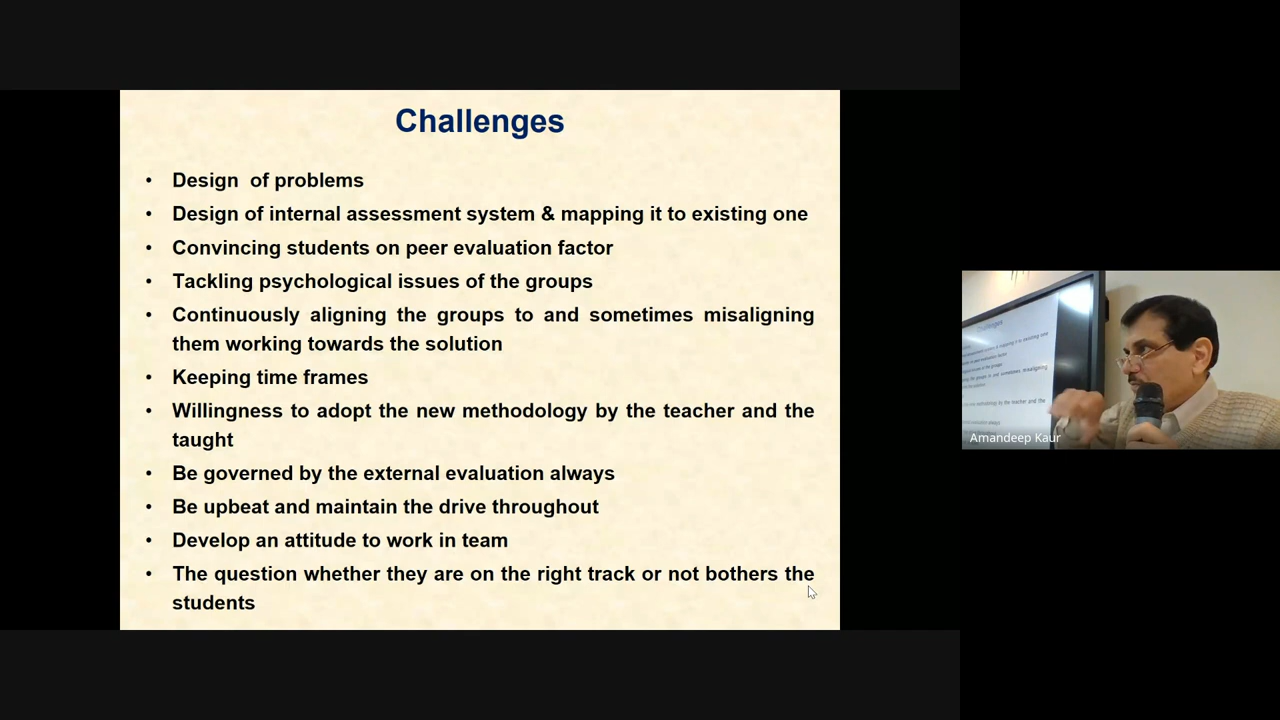 Challenges
• Design of problems
• Design of internal assessment system & mapping it to existing one
• Convincing students on peer evaluation factor
• Tackling psychological issues of the groups
• Continuously aligning the groups to and sometimes misaligning
them working towards the solution
• Keeping time frames
• Willingness to adopt the new methodology by the teacher and the
taught
• Be governed by the external evaluation always
• Be upbeat and maintain the drive throughout
• Develop an attitude to work in team
• The question whether they are on the right track or not bothers the
students
Challenges
Amandeep Kaur